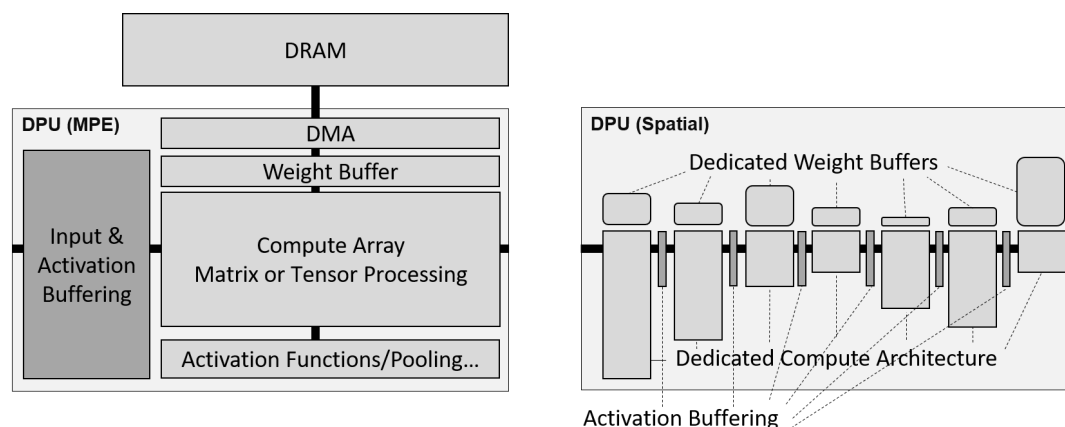 DRAM
DPU (MPE)
DMA
Weight Buffer
Input &
Activation
Buffering
Compute Array
Matrix or Tensor Processing
Activation Functions/Pooling...
DPU (Spatial)
Dedicated Weight Buffers
Dedicated Compute Architecture
Activation Buffering